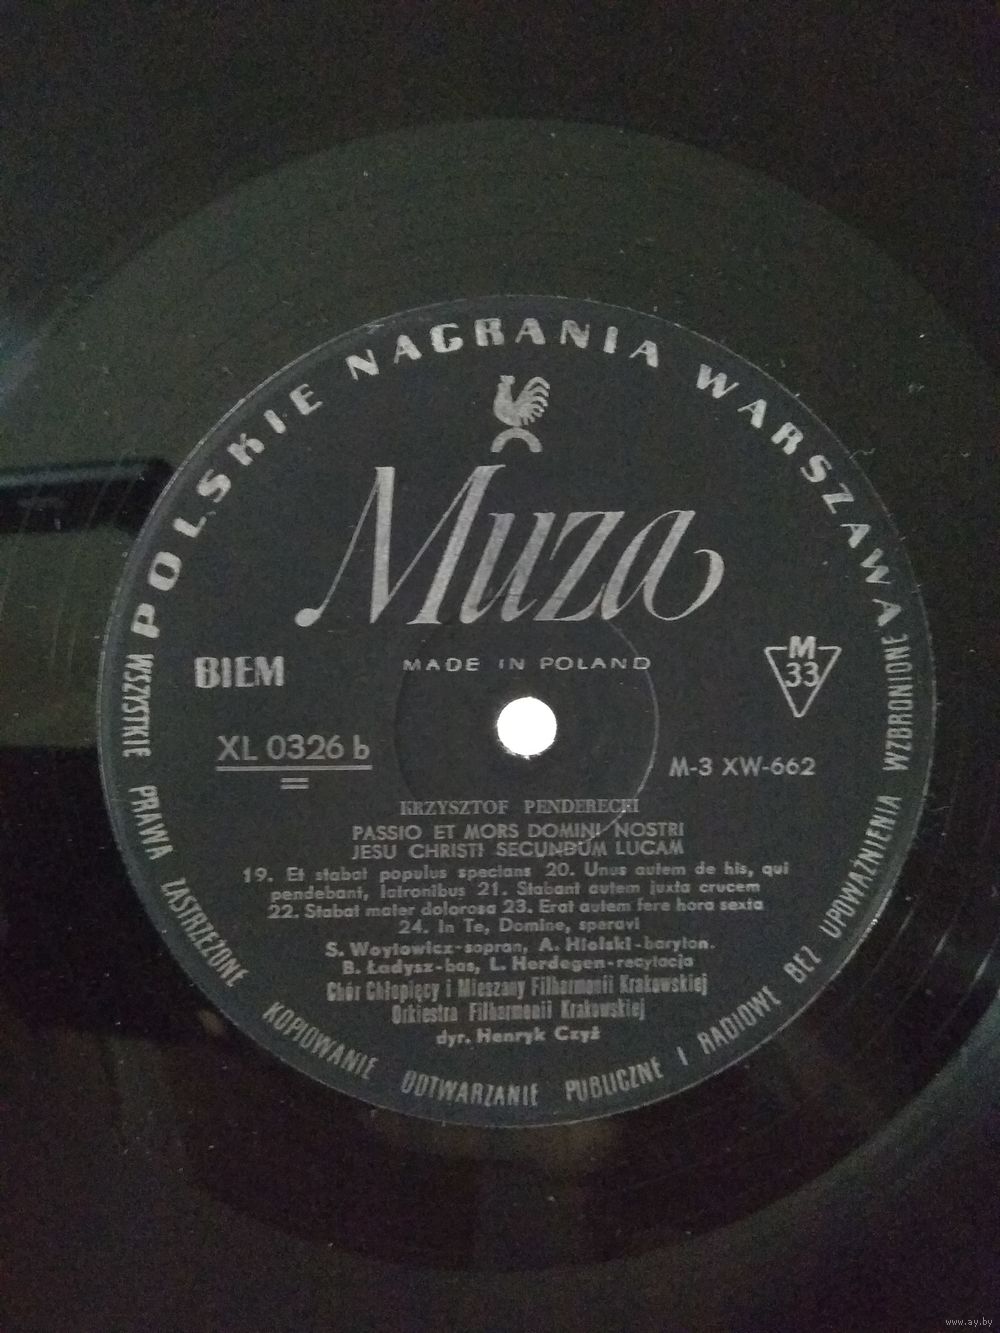 POLSKIE NAGRANIA WARSZAWA
Muza
MADE IN POLAND
BIEM
M
33
XL 0326 b
M-3 XW-662
KRZYSZTOF PENDERECKI
PASSIO ET MORS DOMINI NOSTRI
JESU CHRISTI SECUNDUM LUCAM
19. Et stabat populus spectans 20. Unus autem de his, qui
pendebant, latronibus 21. Stabant autem juxta crucem
22. Stabat mater dolorosa 23. Erat autem fere hora sexta
24. In Te, Domine, speravi
S. Woytowicz-sopran, A. Hiolski-baryton.
B. Ładysz-bas, L. Herdegen-recytacja
Chór Chłopięcy i Mieszany Filharmonii Krakowskiej
Orkiestra Filharmonii Krakowskiej
dyr. Henryk Czyż
WSZYSTKIE PRAWA ZASTRZEŻONE KOPIOWANIE ODTWARZANIE PUBLICZNE I RADIOWE BEZ UPOWAŻNIENIA WZBRONIONE
www.ay.by